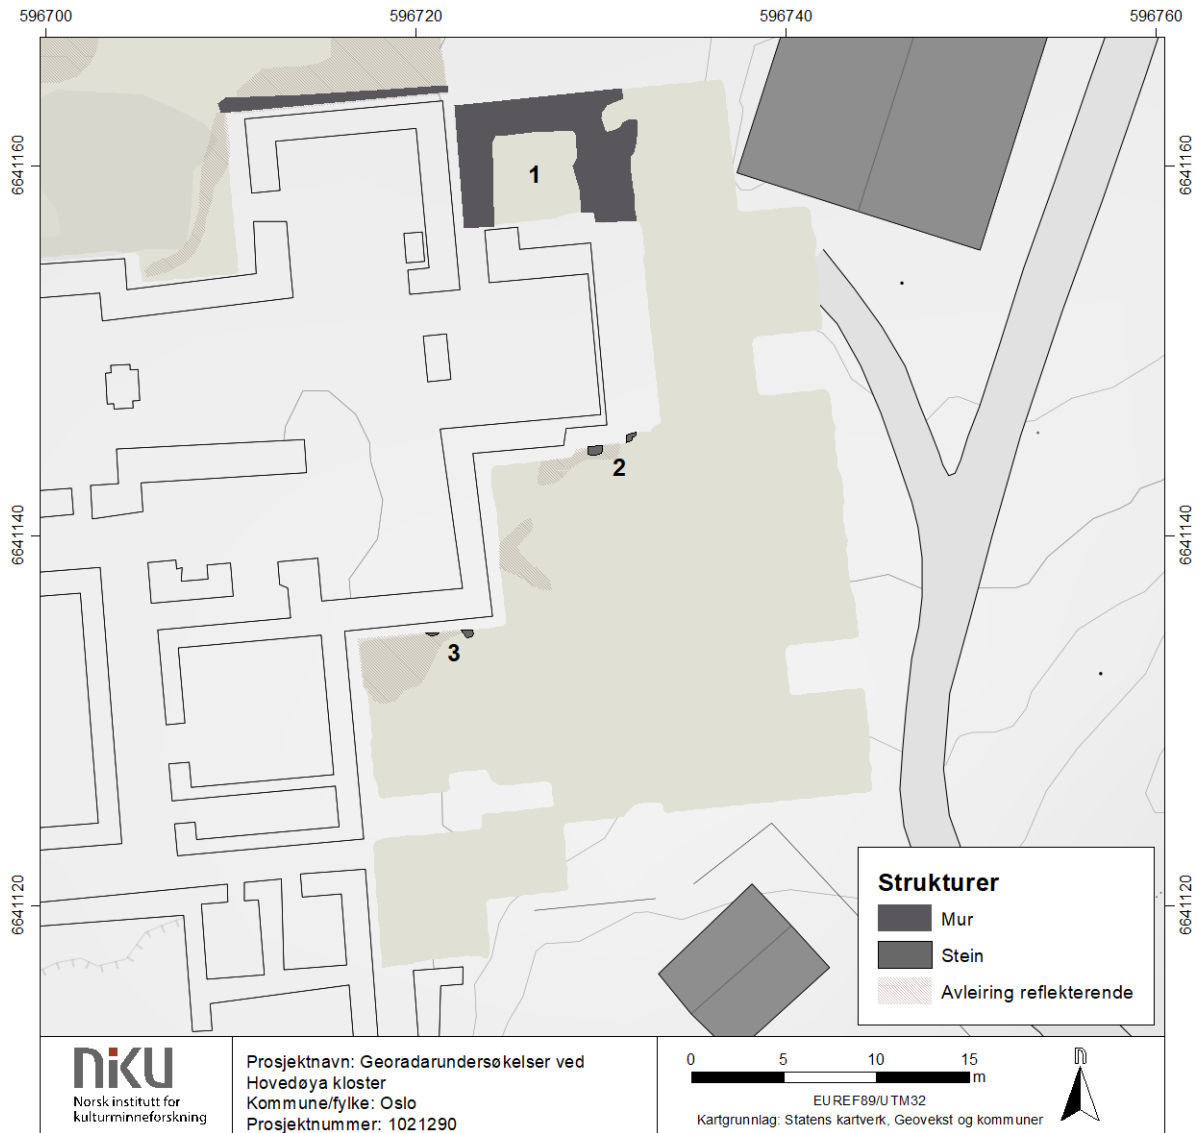 596700
596720
596740
596760
6641160
6641160
1
2
6641140
6641140
3
6641120
6641120
Strukturer
Mur
Stein
Avleiring reflekterende
NIKU
Norsk institutt for
kulturminneforskning
Prosjektnavn: Georadarundersøkelser ved
Hovedøya kloster
Kommune/fylke: Oslo
Prosjektnummer: 1021290
0 5 10 15
m
EUREF89/UTM32
Kartgrunnlag: Statens kartverk, Geovekst og kommuner
n